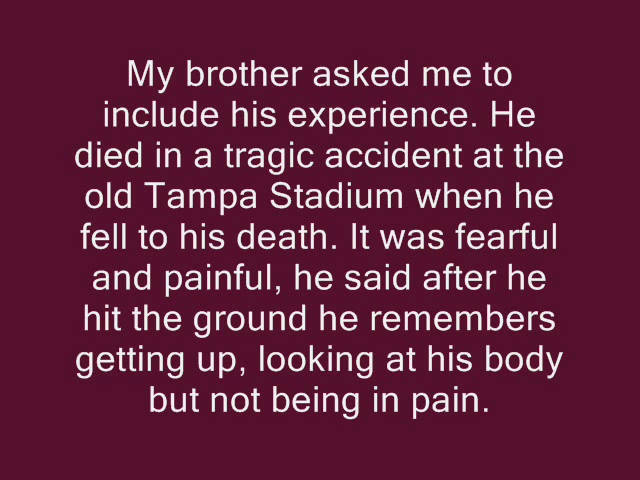 My brother asked me to
include his experience. He
died in a tragic accident at the
old Tampa Stadium when he
fell to his death. It was fearful
and painful, he said after he
hit the ground he remembers
getting up, looking at his body
but not being in pain.